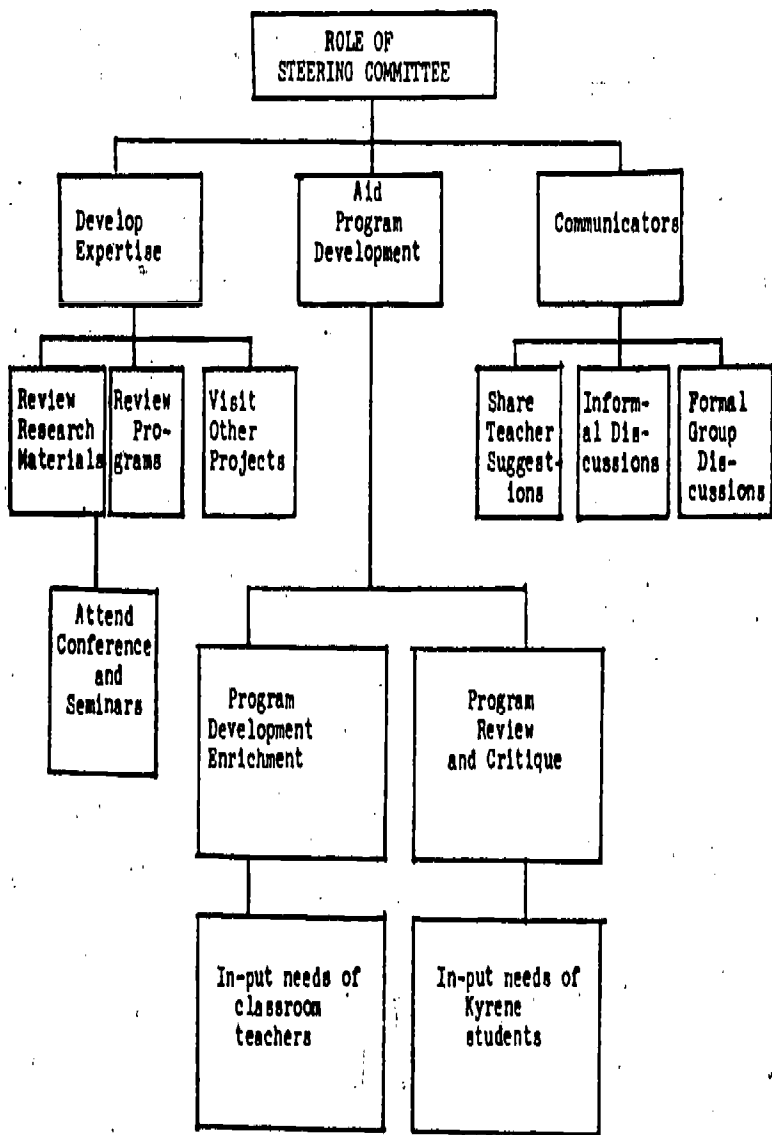 ROLE OF
STEERING COMMITTEE
Develop
Expertise
Aid
Program
Development
Communicators
Review
Research
Materials
Review
Pro-
grams
Visit
Other
Projects
Share
Teacher
Suggest-
ions
Inform-
al Dis-
cussions
Formal
Group
Dis-
cussions
Attend
Conference
and
Seminars
Program
Development
Enrichment
Program
Review
and Critique
In-put needs of
classroom
teachers
In-put needs of
Kyrene
students